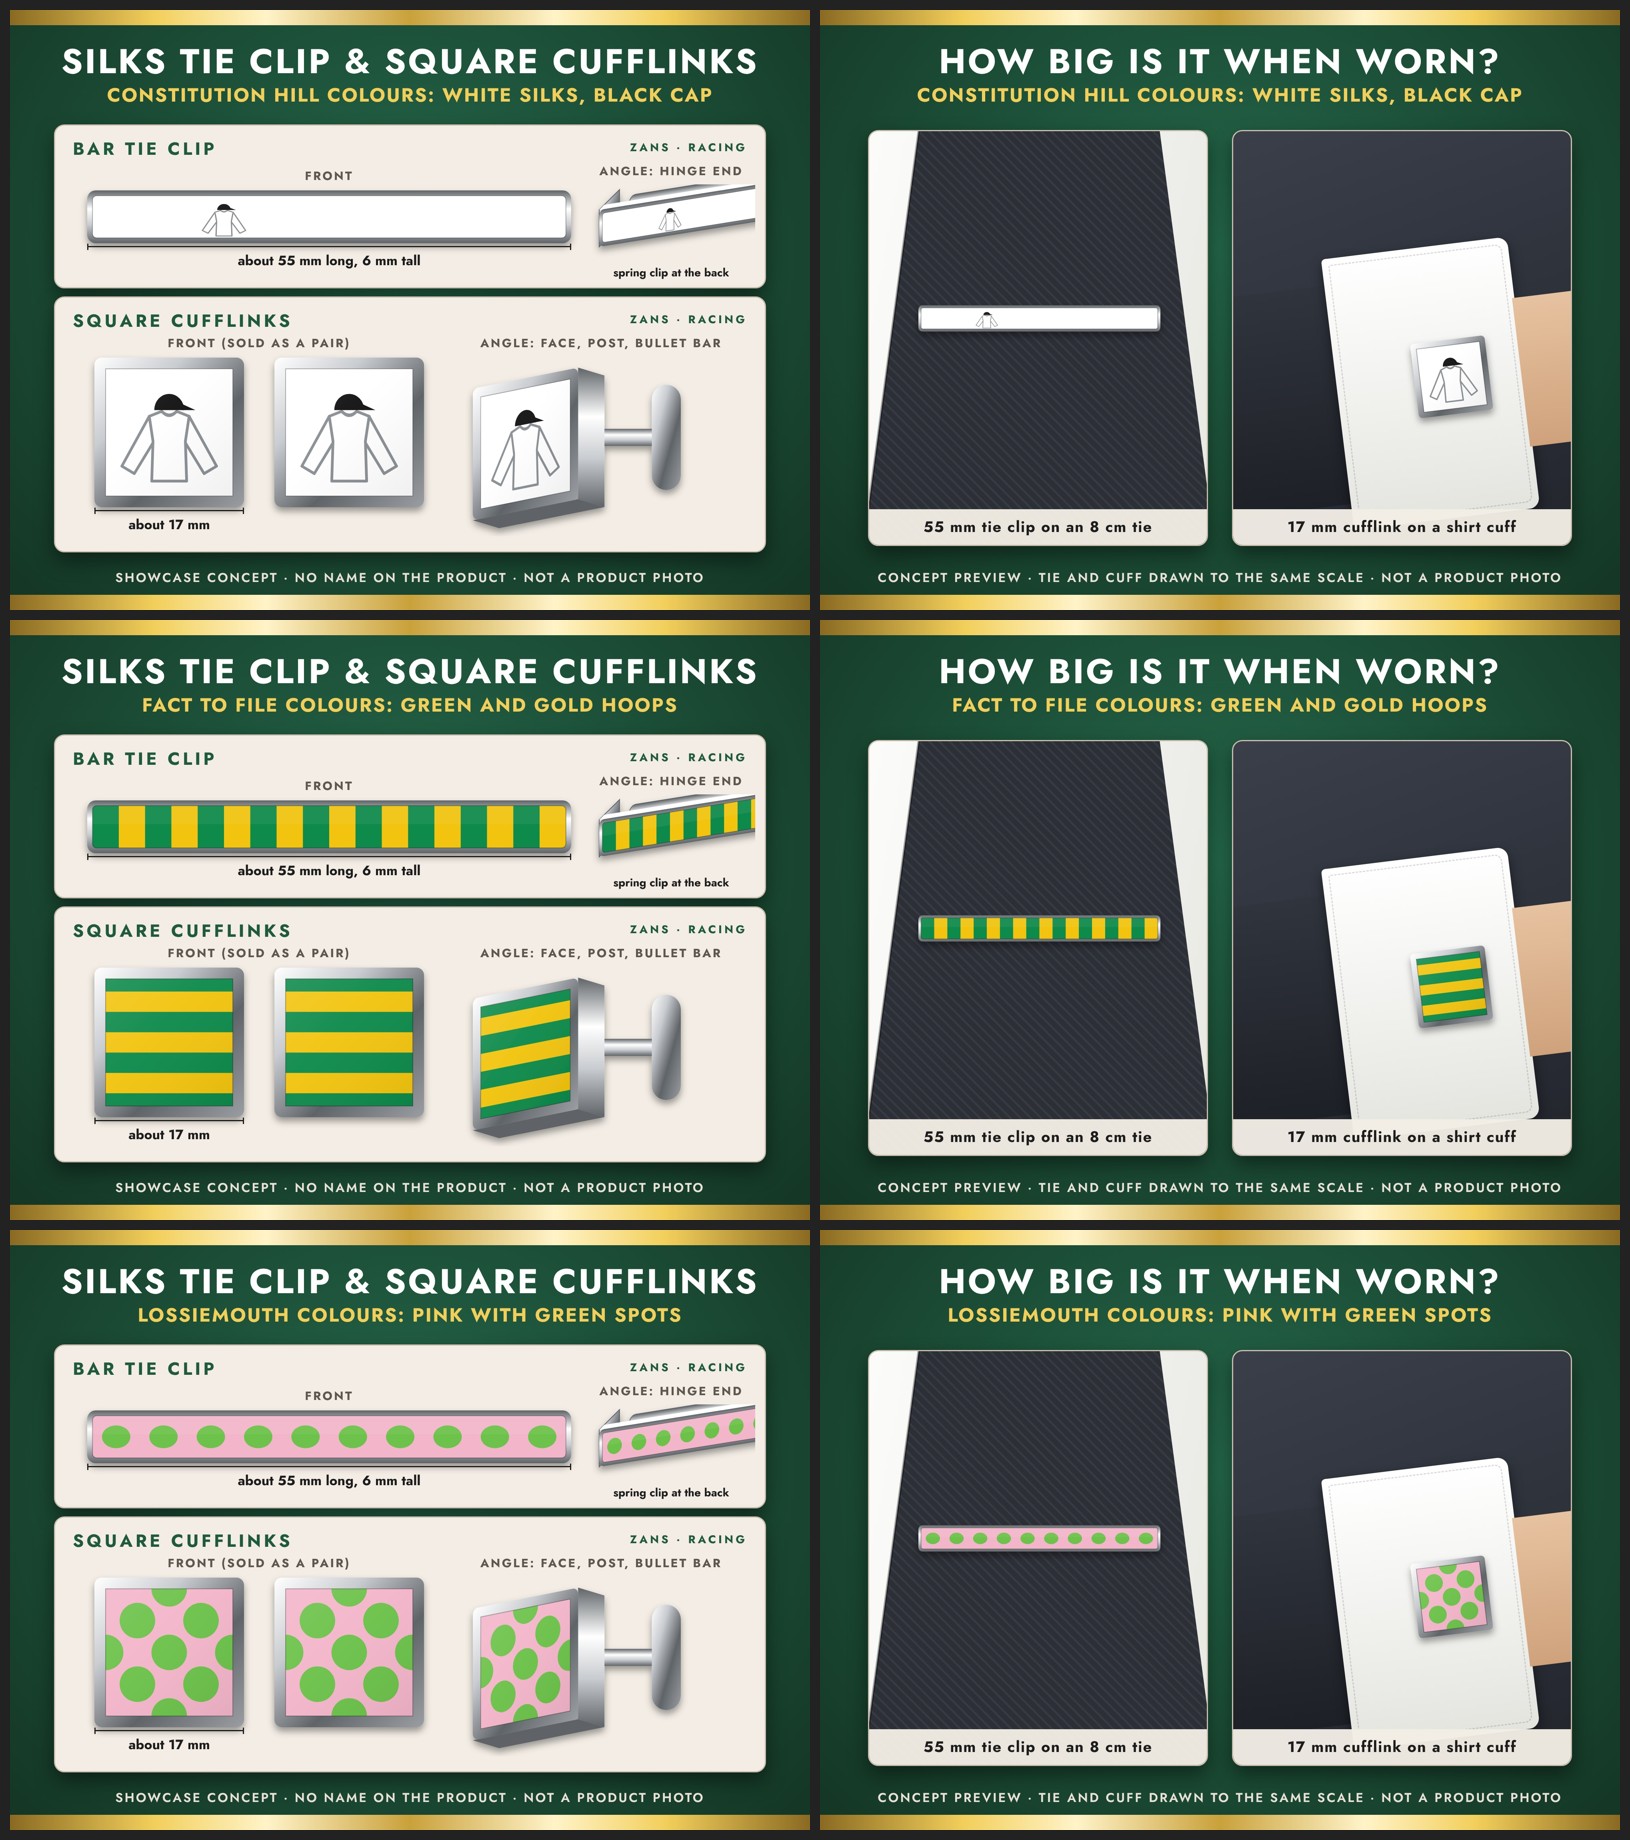 SILKS TIE CLIP & SQUARE CUFFLINKS
CONSTITUTION HILL COLOURS: WHITE SILKS, BLACK CAP
BAR TIE CLIP
ZANS · RACING
FRONT
ANGLE: HINGE END
about 55 mm long, 6 mm tall
spring clip at the back
SQUARE CUFFLINKS
ZANS · RACING
FRONT (SOLD AS A PAIR)
ANGLE: FACE, POST, BULLET BAR
about 17 mm
SHOWCASE CONCEPT · NO NAME ON THE PRODUCT · NOT A PRODUCT PHOTO
HOW BIG IS IT WHEN WORN?
CONSTITUTION HILL COLOURS: WHITE SILKS, BLACK CAP
55 mm tie clip on an 8 cm tie
17 mm cufflink on a shirt cuff
CONCEPT PREVIEW · TIE AND CUFF DRAWN TO THE SAME SCALE · NOT A PRODUCT PHOTO
SILKS TIE CLIP & SQUARE CUFFLINKS
FACT TO FILE COLOURS: GREEN AND GOLD HOOPS
BAR TIE CLIP
ZANS · RACING
FRONT
ANGLE: HINGE END
about 55 mm long, 6 mm tall
spring clip at the back
SQUARE CUFFLINKS
ZANS · RACING
FRONT (SOLD AS A PAIR)
ANGLE: FACE, POST, BULLET BAR
about 17 mm
SHOWCASE CONCEPT · NO NAME ON THE PRODUCT · NOT A PRODUCT PHOTO
HOW BIG IS IT WHEN WORN?
FACT TO FILE COLOURS: GREEN AND GOLD HOOPS
55 mm tie clip on an 8 cm tie
17 mm cufflink on a shirt cuff
CONCEPT PREVIEW · TIE AND CUFF DRAWN TO THE SAME SCALE · NOT A PRODUCT PHOTO
SILKS TIE CLIP & SQUARE CUFFLINKS
LOSSIEMOUTH COLOURS: PINK WITH GREEN SPOTS
BAR TIE CLIP
ZANS · RACING
FRONT
ANGLE: HINGE END
about 55 mm long, 6 mm tall
spring clip at the back
SQUARE CUFFLINKS
ZANS · RACING
FRONT (SOLD AS A PAIR)
ANGLE: FACE, POST, BULLET BAR
about 17 mm
SHOWCASE CONCEPT · NO NAME ON THE PRODUCT · NOT A PRODUCT PHOTO
HOW BIG IS IT WHEN WORN?
LOSSIEMOUTH COLOURS: PINK WITH GREEN SPOTS
55 mm tie clip on an 8 cm tie
17 mm cufflink on a shirt cuff
CONCEPT PREVIEW · TIE AND CUFF DRAWN TO THE SAME SCALE · NOT A PRODUCT PHOTO